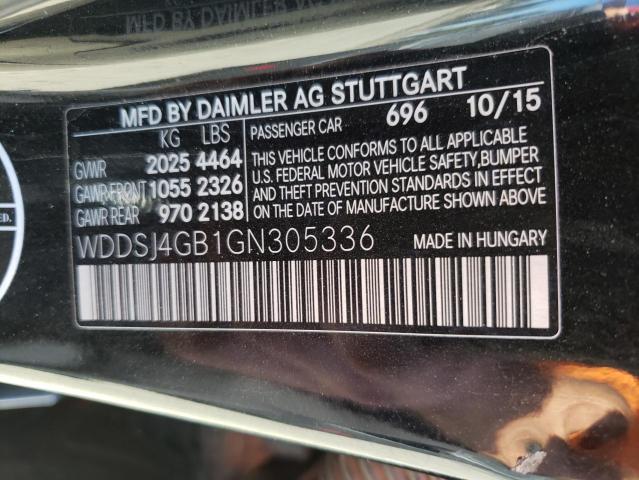 MFD BY DAIMLER AG STUTTGART
KG LBS
GVWR 2025 4464
GAWR FRONT 1055 2326
GAWR REAR 970 2138
PASSENGER CAR 696 10/15
THIS VEHICLE CONFORMS TO ALL APPLICABLE
U.S. FEDERAL MOTOR VEHICLE SAFETY,BUMPER
AND THEFT PREVENTION STANDARDS IN EFFECT
ON THE DATE OF MANUFACTURE SHOWN ABOVE.
WDDSJ4GB1GN305336 MADE IN HUNGARY